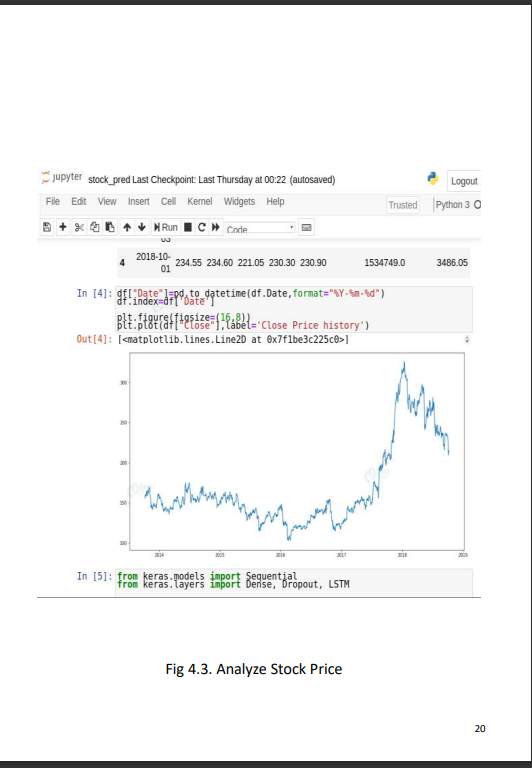 jupyter stock_pred Last Checkpoint: Last Thursday at 00:22 (autosaved)
Logout
File Edit View Insert Cell Kernel Widgets Help
Trusted Python 3 O
Run Code
03
4 2018-10-01 234.55 234.60 221.05 230.30 230.90 1534749.0 3486.05
In [4]: df["Date"]=pd.to_datetime(df.Date,format="%Y-%m-%d")
df.index=df['Date']
plt.figure(figsize=(16,8))
plt.plot(df["Close"],label='Close Price history')
Out[4]: [<matplotlib.lines.Line2D at 0x7f1be3c225c0>]
300
250
200
150
100
2014 2015 2016 2017 2018 2019
In [5]: from keras.models import Sequential
from keras.layers import Dense, Dropout, LSTM
Fig 4.3. Analyze Stock Price
20